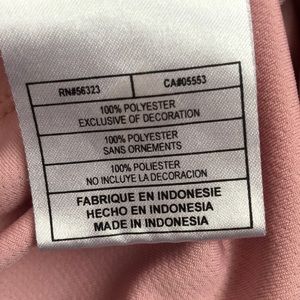 RN#56323 CA#05553
100% POLYESTER
EXCLUSIVE OF DECORATION
100% POLYESTER
SANS ORNEMENTS
100% POLIESTER
NO INCLUYE LA DECORACION
FABRIQUE EN INDONESIE
HECHO EN INDONESIA
MADE IN INDONESIA